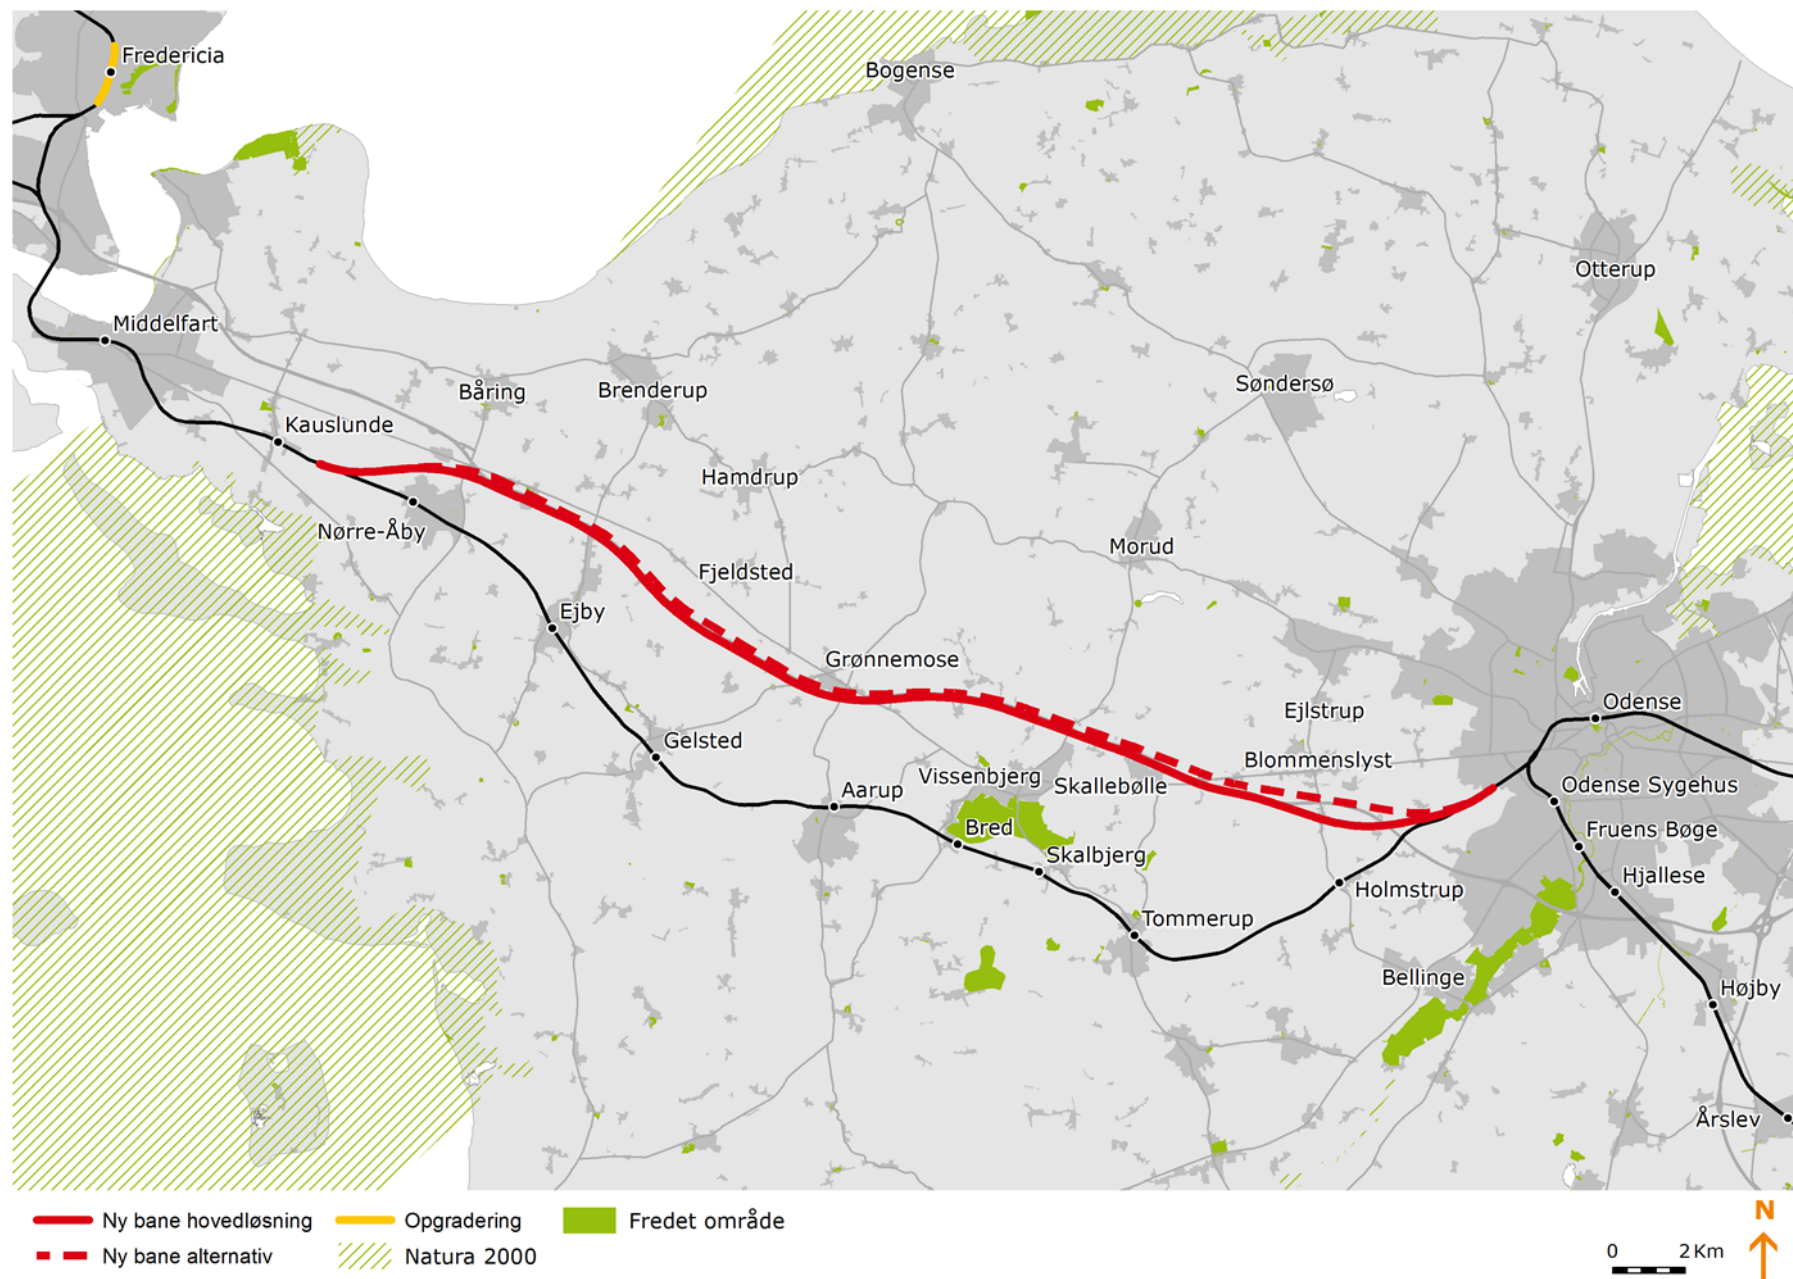 Fredericia
Bogense
Otterup
Middelfart
Båring
Brenderup
Søndersø
Kauslunde
Hamdrup
Nørre-Åby
Morud
Fjeldsted
Ejby
Grønnemose
Odense
Ejlstrup
Gelsted
Blommenslyst
Vissenbjerg
Skallebølle
Odense Sygehus
Aarup
Bred
Fruens Bøge
Skalbjerg
Hjallese
Holmstrup
Tommerup
Bellinge
Højby
Årslev
Ny bane hovedløsning
Opgradering
Fredet område
N
Ny bane alternativ
Natura 2000
0 2 Km